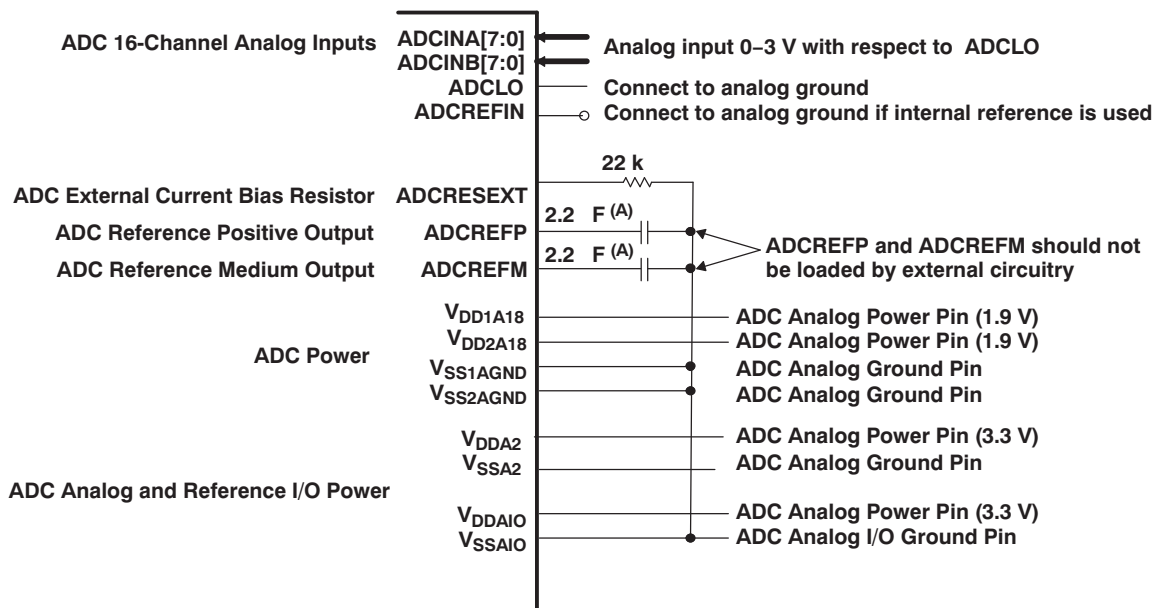 ADC 16-Channel Analog Inputs
ADCINA[7:0]
ADCINB[7:0]
Analog input 0−3 V with respect to ADCLO
ADCLO
Connect to analog ground
ADCREFIN
Connect to analog ground if internal reference is used
22 k
ADC External Current Bias Resistor
ADCRESEXT
2.2 F (A)
ADC Reference Positive Output
ADCREFP
2.2 F (A)
ADC Reference Medium Output
ADCREFM
ADCREFP and ADCREFM should not
be loaded by external circuitry
VDD1A18
ADC Analog Power Pin (1.9 V)
VDD2A18
ADC Analog Power Pin (1.9 V)
ADC Power
VSS1AGND
ADC Analog Ground Pin
VSS2AGND
ADC Analog Ground Pin
VDDA2
ADC Analog Power Pin (3.3 V)
VSSA2
ADC Analog Ground Pin
ADC Analog and Reference I/O Power
VDDAIO
ADC Analog Power Pin (3.3 V)
VSSAIO
ADC Analog I/O Ground Pin